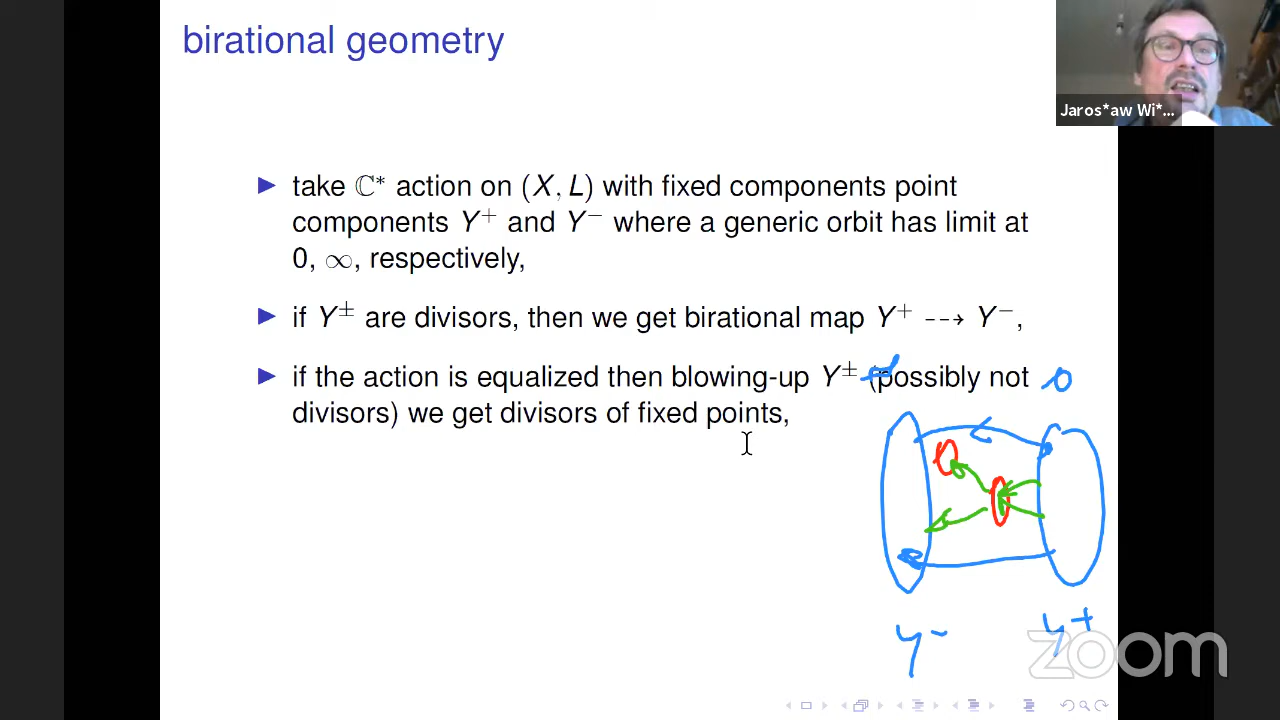 birational geometry
Jaros*aw Wi*...
▶ take ℂ* action on (X, L) with fixed components point
components Y⁺ and Y⁻ where a generic orbit has limit at
0, ∞, respectively,
▶ if Y± are divisors, then we get birational map Y⁺ ⇢ Y⁻,
▶ if the action is equalized then blowing-up Y± (possibly not
divisors) we get divisors of fixed points,
0
y⁻ y⁺
zoom